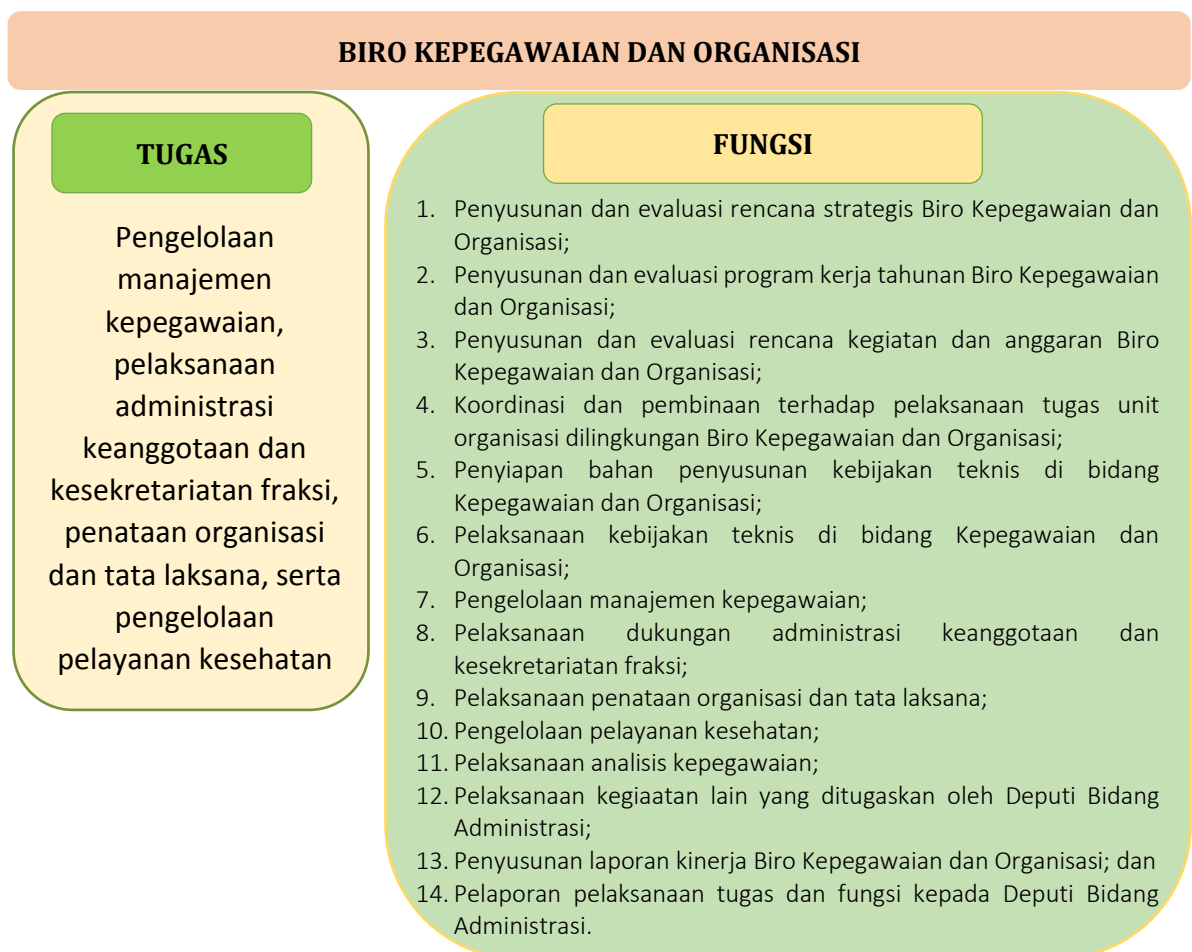 BIRO KEPEGAWAIAN DAN ORGANISASI
TUGAS
Pengelolaan
manajemen
kepegawaian,
pelaksanaan
administrasi
keanggotaan dan
kesekretariatan fraksi,
penataan organisasi
dan tata laksana, serta
pengelolaan
pelayanan kesehatan
FUNGSI
1. Penyusunan dan evaluasi rencana strategis Biro Kepegawaian dan
Organisasi;
2. Penyusunan dan evaluasi program kerja tahunan Biro Kepegawaian
dan Organisasi;
3. Penyusunan dan evaluasi rencana kegiatan dan anggaran Biro
Kepegawaian dan Organisasi;
4. Koordinasi dan pembinaan terhadap pelaksanaan tugas unit
organisasi dilingkungan Biro Kepegawaian dan Organisasi;
5. Penyiapan bahan penyusunan kebijakan teknis di bidang
Kepegawaian dan Organisasi;
6. Pelaksanaan kebijakan teknis di bidang Kepegawaian dan
Organisasi;
7. Pengelolaan manajemen kepegawaian;
8. Pelaksanaan dukungan administrasi keanggotaan dan
kesekretariatan fraksi;
9. Pelaksanaan penataan organisasi dan tata laksana;
10. Pengelolaan pelayanan kesehatan;
11. Pelaksanaan analisis kepegawaian;
12. Pelaksanaan kegiaatan lain yang ditugaskan oleh Deputi Bidang
Administrasi;
13. Penyusunan laporan kinerja Biro Kepegawaian dan Organisasi; dan
14. Pelaporan pelaksanaan tugas dan fungsi kepada Deputi Bidang
Administrasi.